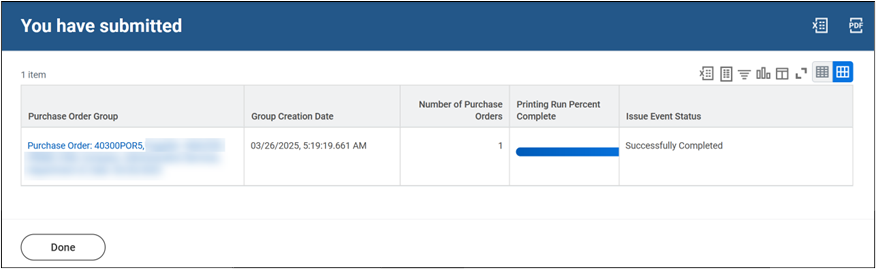 You have submitted
PDF
1 item
Purchase Order Group
Group Creation Date
Number of Purchase
Orders
Printing Run Percent
Complete
Issue Event Status
Purchase Order: 40300POR5,
03/26/2025, 5:19:19.661 AM
1
Successfully Completed
Done